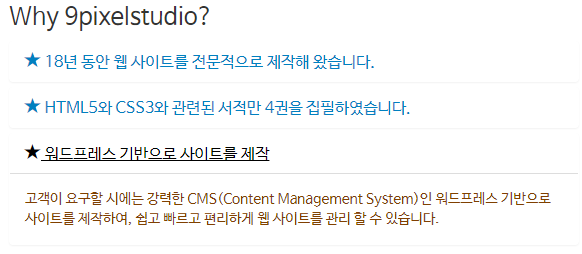 Why 9pixelstudio?
★ 18년 동안 웹 사이트를 전문적으로 제작해 왔습니다.
★ HTML5와 CSS3와 관련된 서적만 4권을 집필하였습니다.
★ 워드프레스 기반으로 사이트를 제작
고객이 요구할 시에는 강력한 CMS(Content Management System)인 워드프레스 기반으로
사이트를 제작하여, 쉽고 빠르고 편리하게 웹 사이트를 관리 할 수 있습니다.